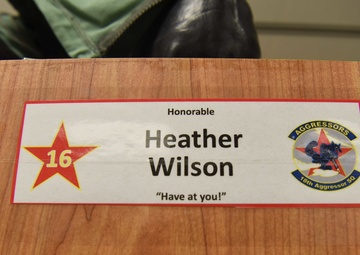 Honorable
16
Heather
Wilson
"Have at you!"
AGGRESSORS
18th Aggressor SQ